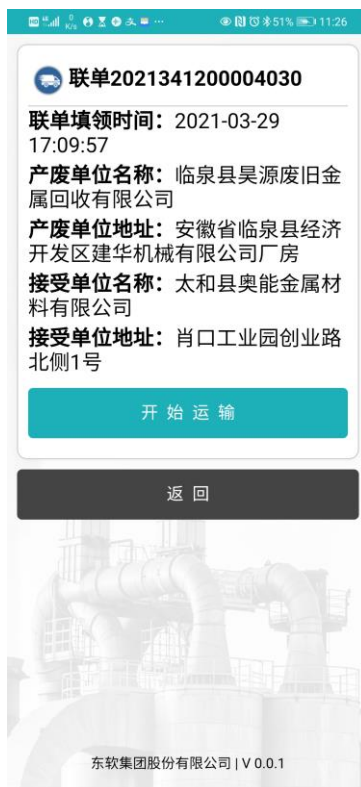 HD 46 0 K/s ··· 51% 11:26
联单2021341200004030
联单填领时间：2021-03-29
17:09:57
产废单位名称：临泉县昊源废旧金
属回收有限公司
产废单位地址：安徽省临泉县经济
开发区建华机械有限公司厂房
接受单位名称：太和县奥能金属材
料有限公司
接受单位地址：肖口工业园创业路
北侧1号
开始运输
返回
东软集团股份有限公司 | V 0.0.1